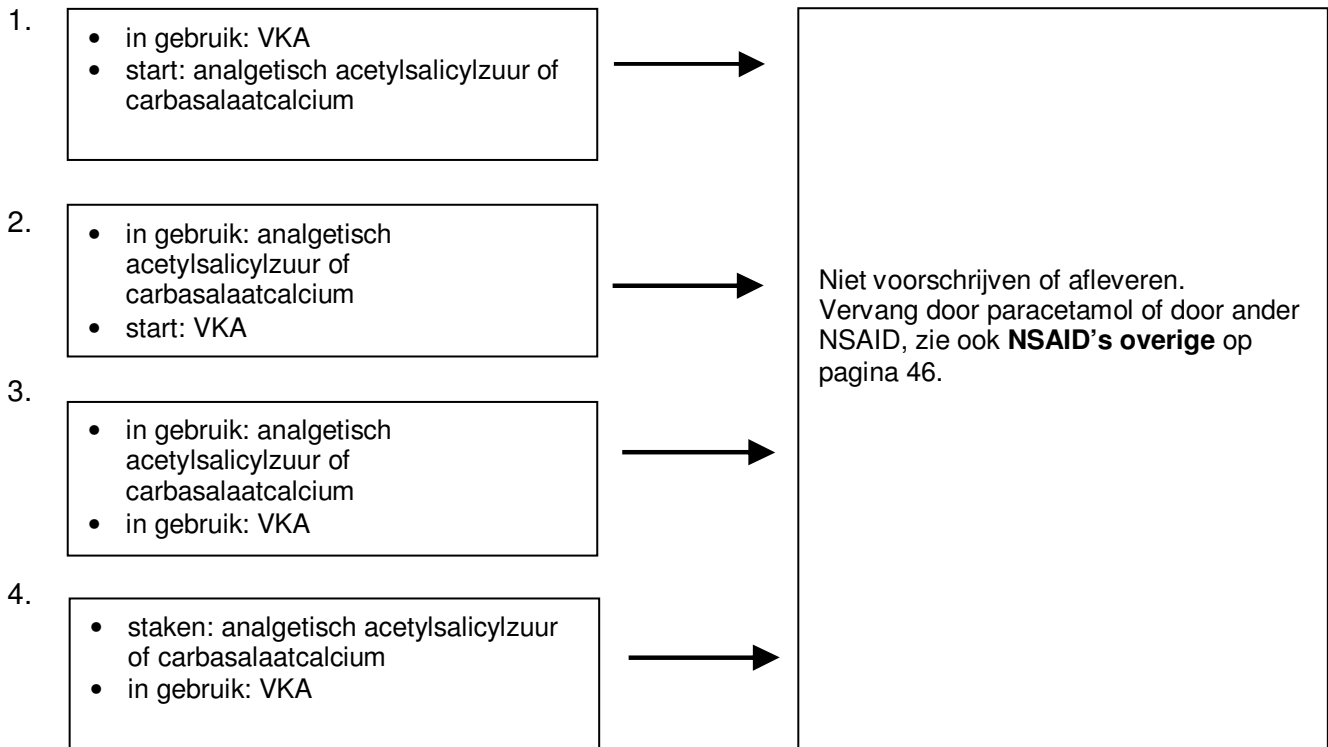 1.
• in gebruik: VKA
• start: analgetisch acetylsalicylzuur of
carbasalaatcalcium
2.
• in gebruik: analgetisch
acetylsalicylzuur of
carbasalaatcalcium
• start: VKA
3.
• in gebruik: analgetisch
acetylsalicylzuur of
carbasalaatcalcium
• in gebruik: VKA
4.
• staken: analgetisch acetylsalicylzuur
of carbasalaatcalcium
• in gebruik: VKA
Niet voorschrijven of afleveren.
Vervang door paracetamol of door ander
NSAID, zie ook NSAID's overige op
pagina 46.